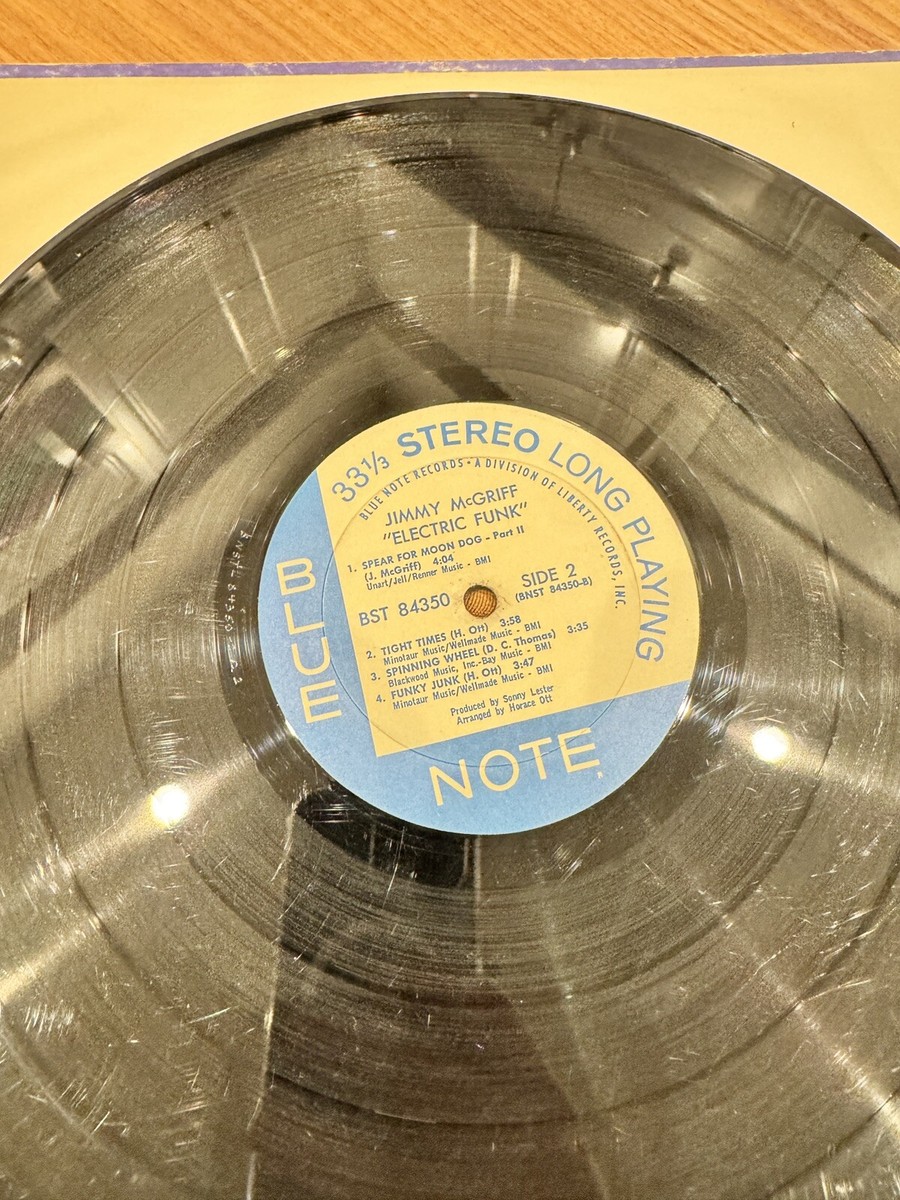 33⅓ STEREO LONG PLAYING
BLUE NOTE RECORDS • A DIVISION OF LIBERTY RECORDS, INC.
JIMMY McGRIFF
"ELECTRIC FUNK"
1. SPEAR FOR MOON DOG - Part II
(J. McGriff) 4:04
Unart/Jell/Renner Music - BMI
BST 84350
SIDE 2
(BNST 84350-B)
2. TIGHT TIMES (H. Ott) 3:58
Minotaur Music/Wellmade Music - BMI
3. SPINNING WHEEL (D. C. Thomas) 3:35
Blackwood Music, Inc.-Bay Music - BMI
4. FUNKY JUNK (H. Ott) 3:47
Minotaur Music/Wellmade Music - BMI
Produced by Sonny Lester
Arranged by Horace Ott
BLUE
NOTE